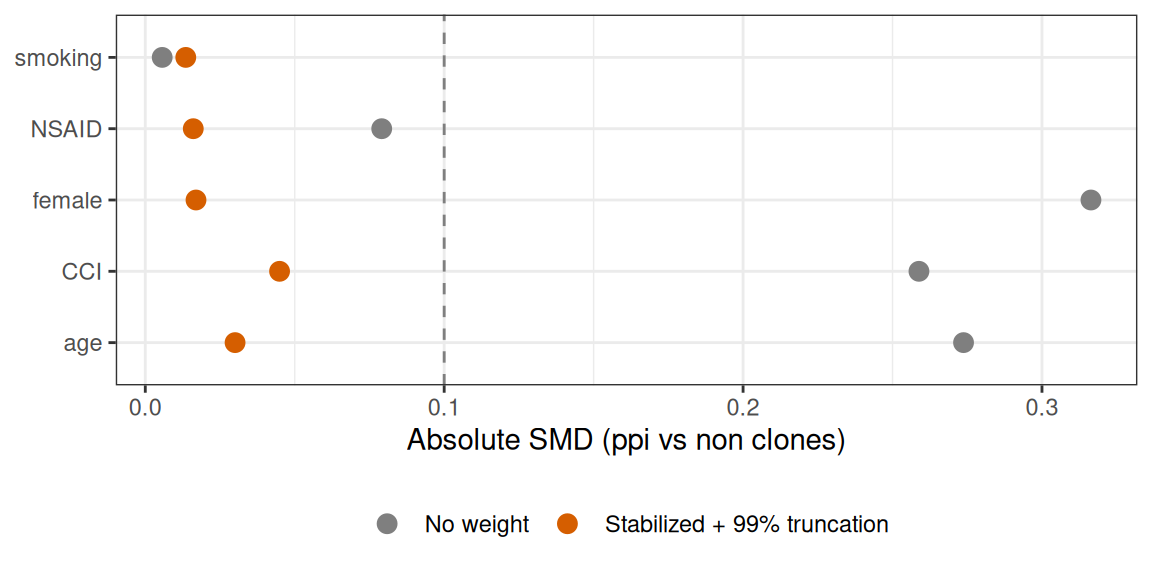 smoking
NSAID
female
CCI
age
0.0 0.1 0.2 0.3
Absolute SMD (ppi vs non clones)
No weight Stabilized + 99% truncation